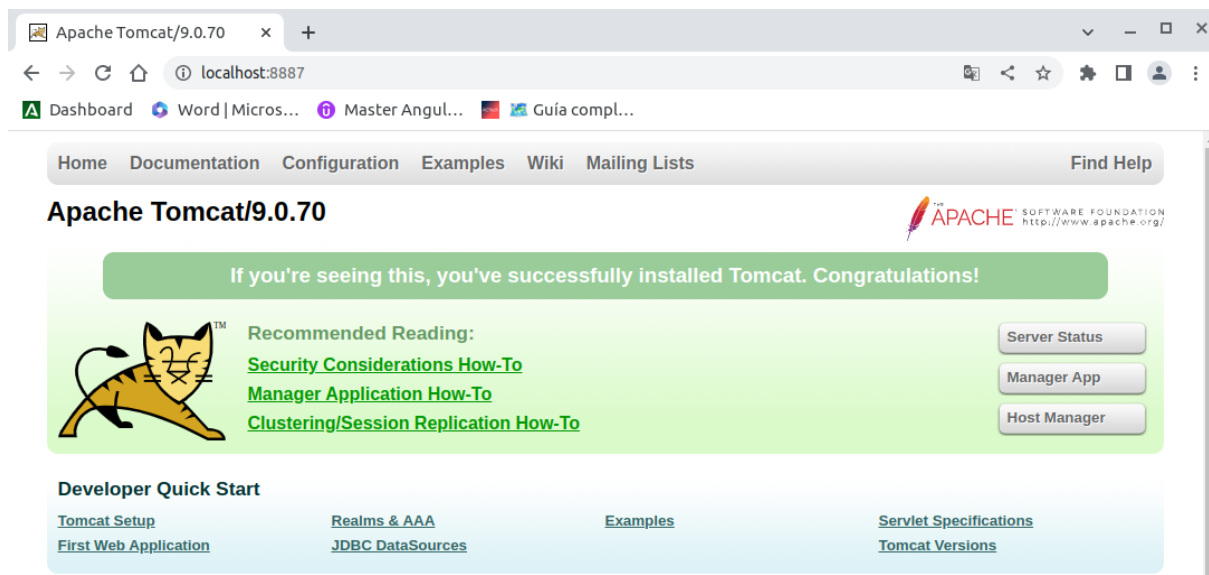 Apache Tomcat/9.0.70
localhost:8887
Dashboard Word | Micros... Master Angul... Guía compl...
Home Documentation Configuration Examples Wiki Mailing Lists Find Help
Apache Tomcat/9.0.70
THE APACHE® SOFTWARE FOUNDATION
http://www.apache.org/
If you're seeing this, you've successfully installed Tomcat. Congratulations!
TM
Recommended Reading:
Security Considerations How-To
Manager Application How-To
Clustering/Session Replication How-To
Server Status
Manager App
Host Manager
Developer Quick Start
Tomcat Setup Realms & AAA Examples Servlet Specifications
First Web Application JDBC DataSources Tomcat Versions